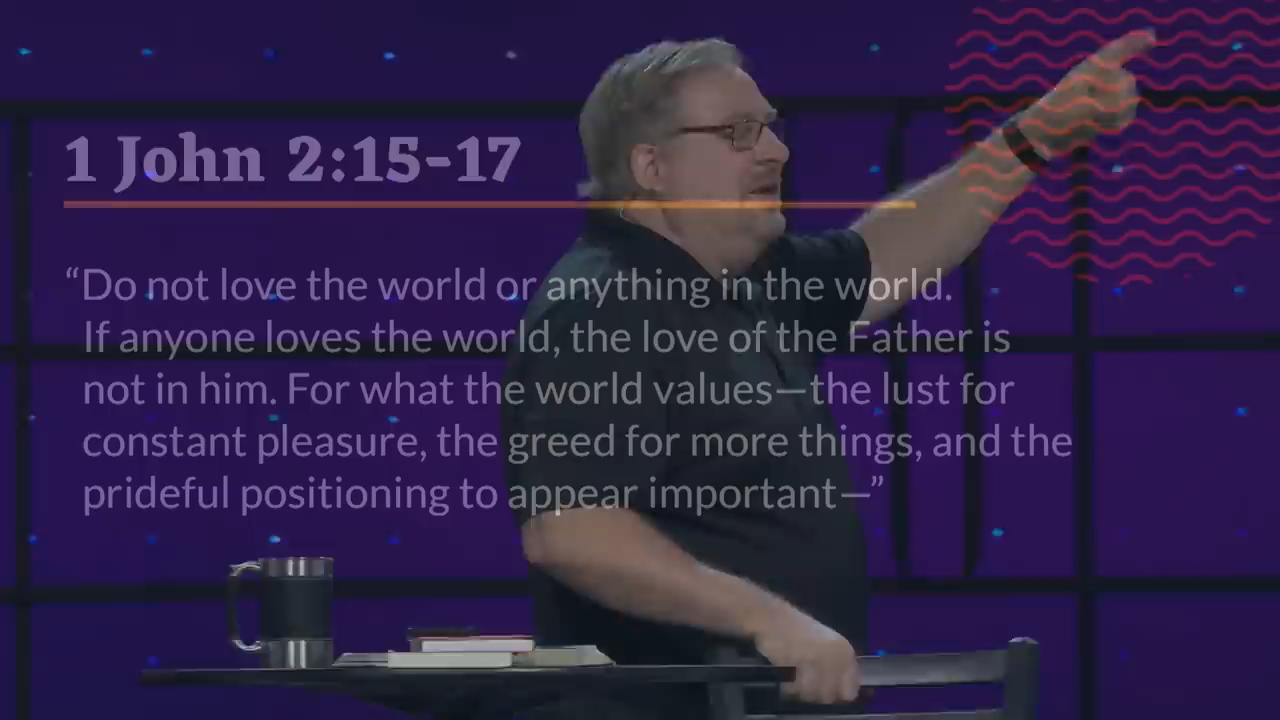 1 John 2:15-17
“Do not love the world or anything in the world.
If anyone loves the world, the love of the Father is
not in him. For what the world values—the lust for
constant pleasure, the greed for more things, and the
prideful positioning to appear important—”